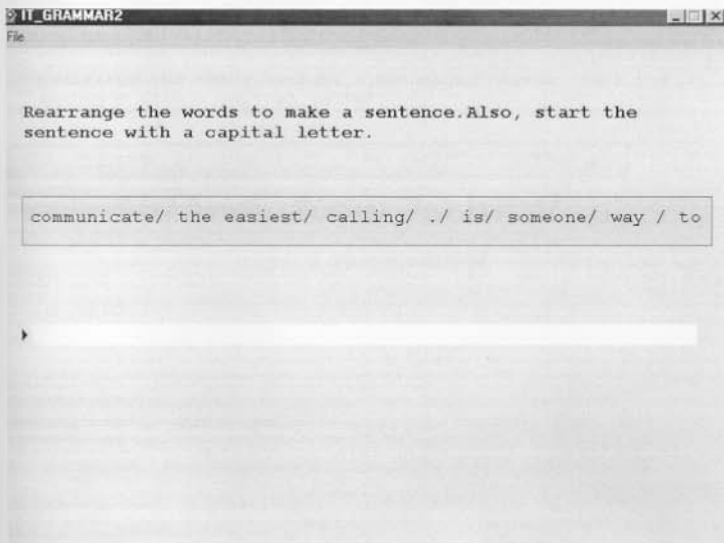 IT_GRAMMAR2
File
Rearrange the words to make a sentence.Also, start the
sentence with a capital letter.
communicate/ the easiest/ calling/ ./ is/ someone/ way / to